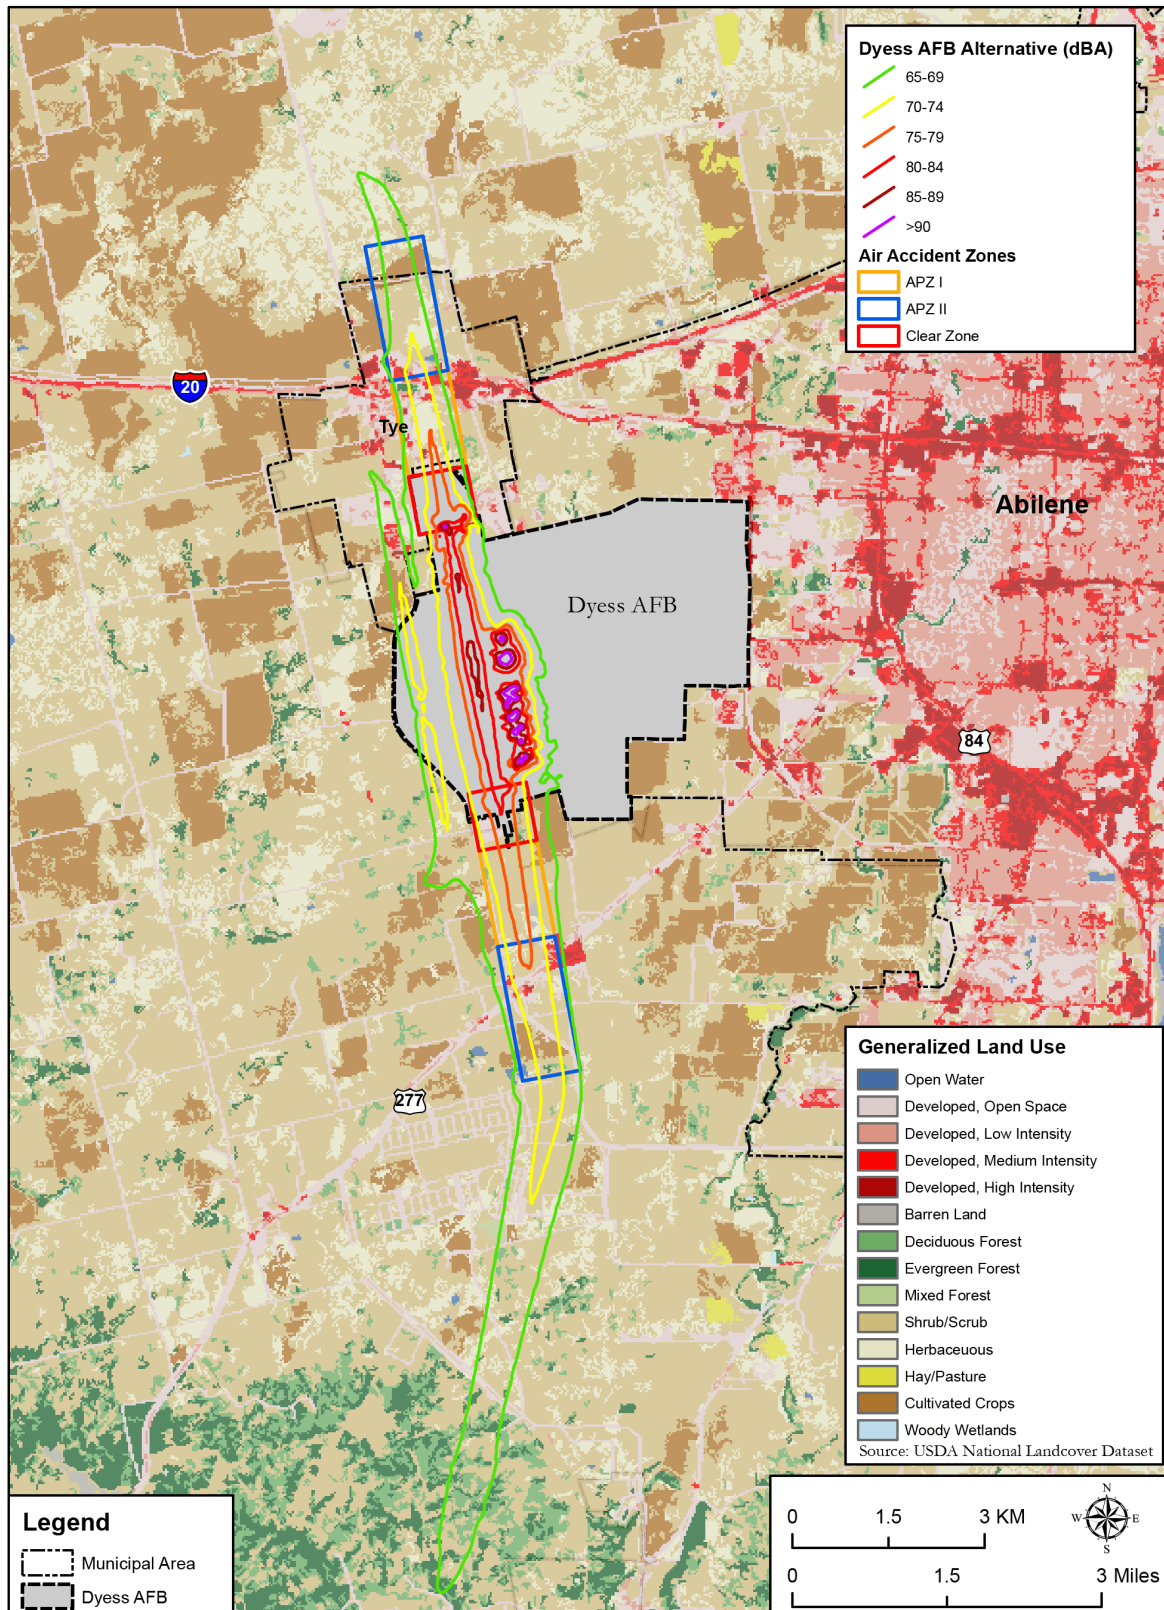 Dyess AFB Alternative (dBA)
65-69
70-74
75-79
80-84
85-89
>90
Air Accident Zones
APZ I
APZ II
Clear Zone
20
Tye
Abilene
Dyess AFB
84
277
Generalized Land Use
Open Water
Developed, Open Space
Developed, Low Intensity
Developed, Medium Intensity
Developed, High Intensity
Barren Land
Deciduous Forest
Evergreen Forest
Mixed Forest
Shrub/Scrub
Herbaceuous
Hay/Pasture
Cultivated Crops
Woody Wetlands
Source: USDA National Landcover Dataset
Legend
Municipal Area
Dyess AFB
0 1.5 3 KM
N
W E
S
0 1.5 3 Miles